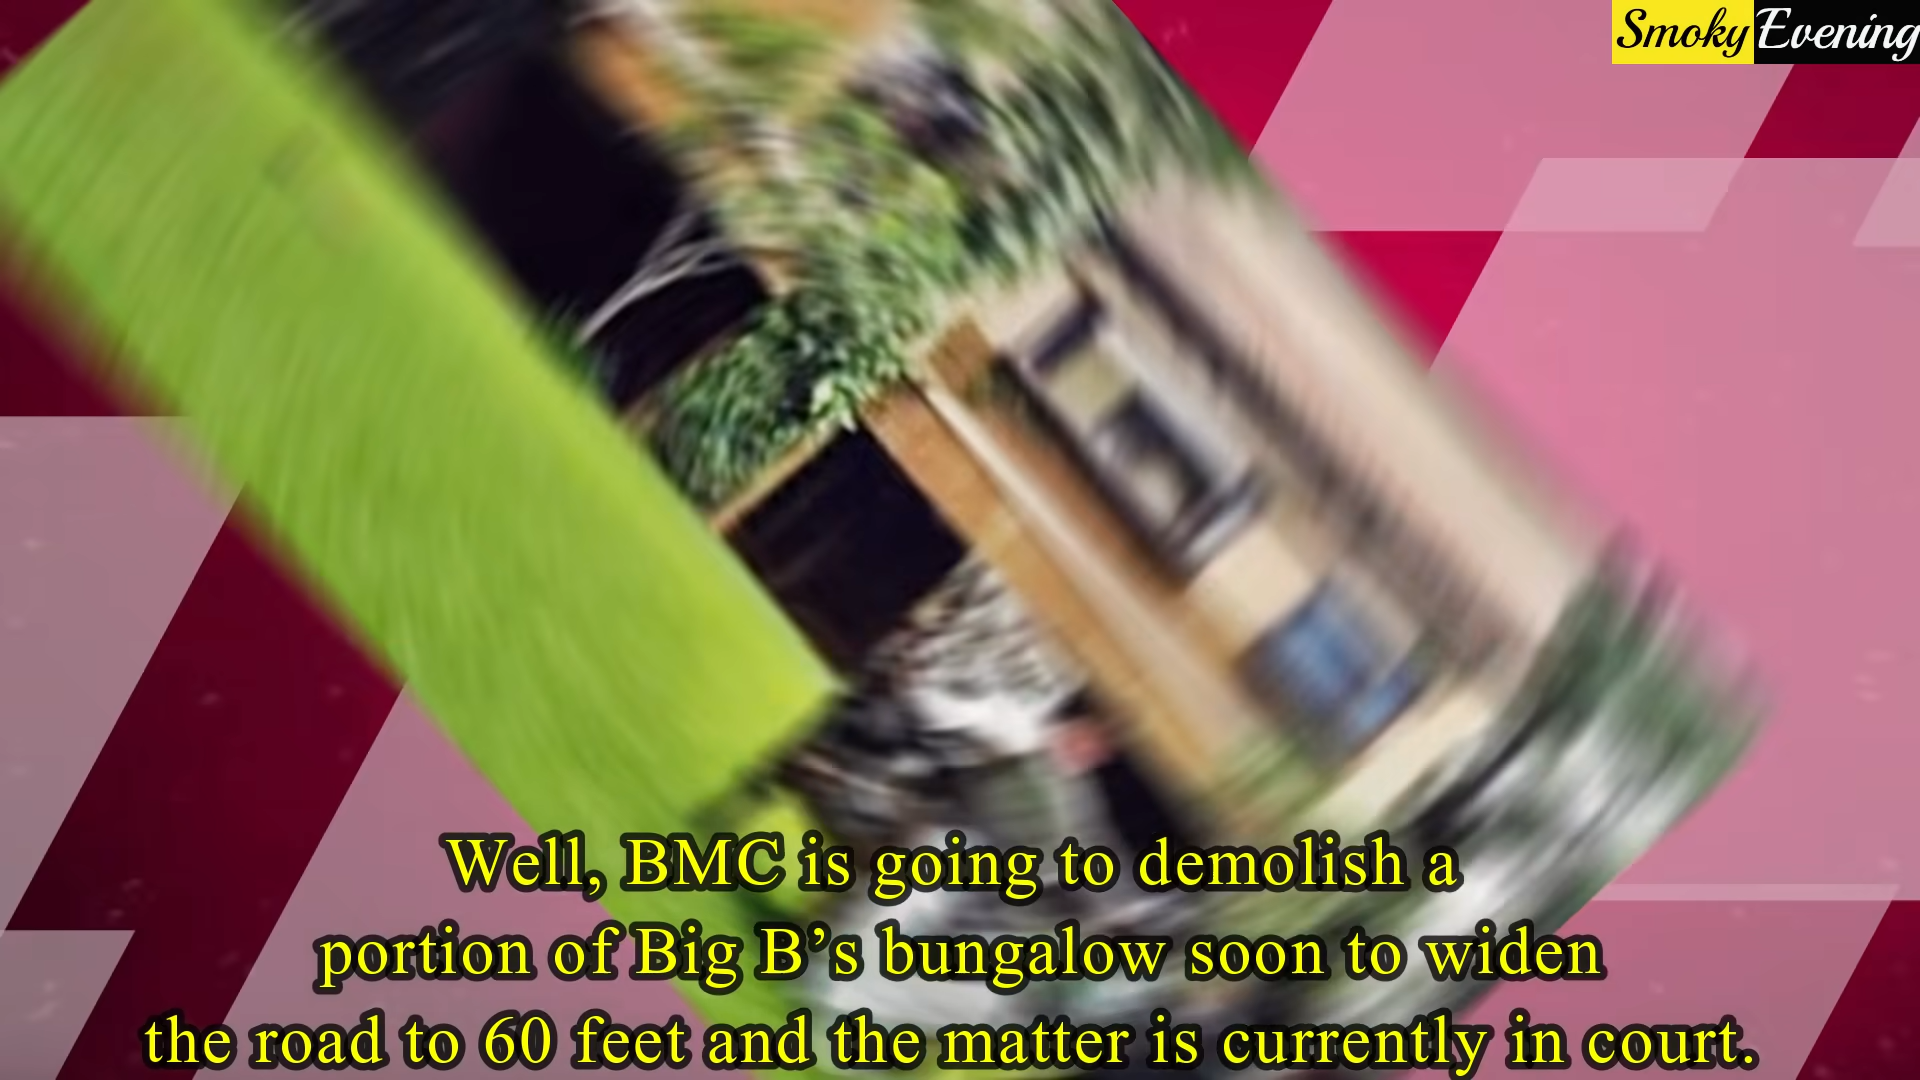 Smoky Evening
Well, BMC is going to demolish a
portion of Big B’s bungalow soon to widen
the road to 60 feet and the matter is currently in court.